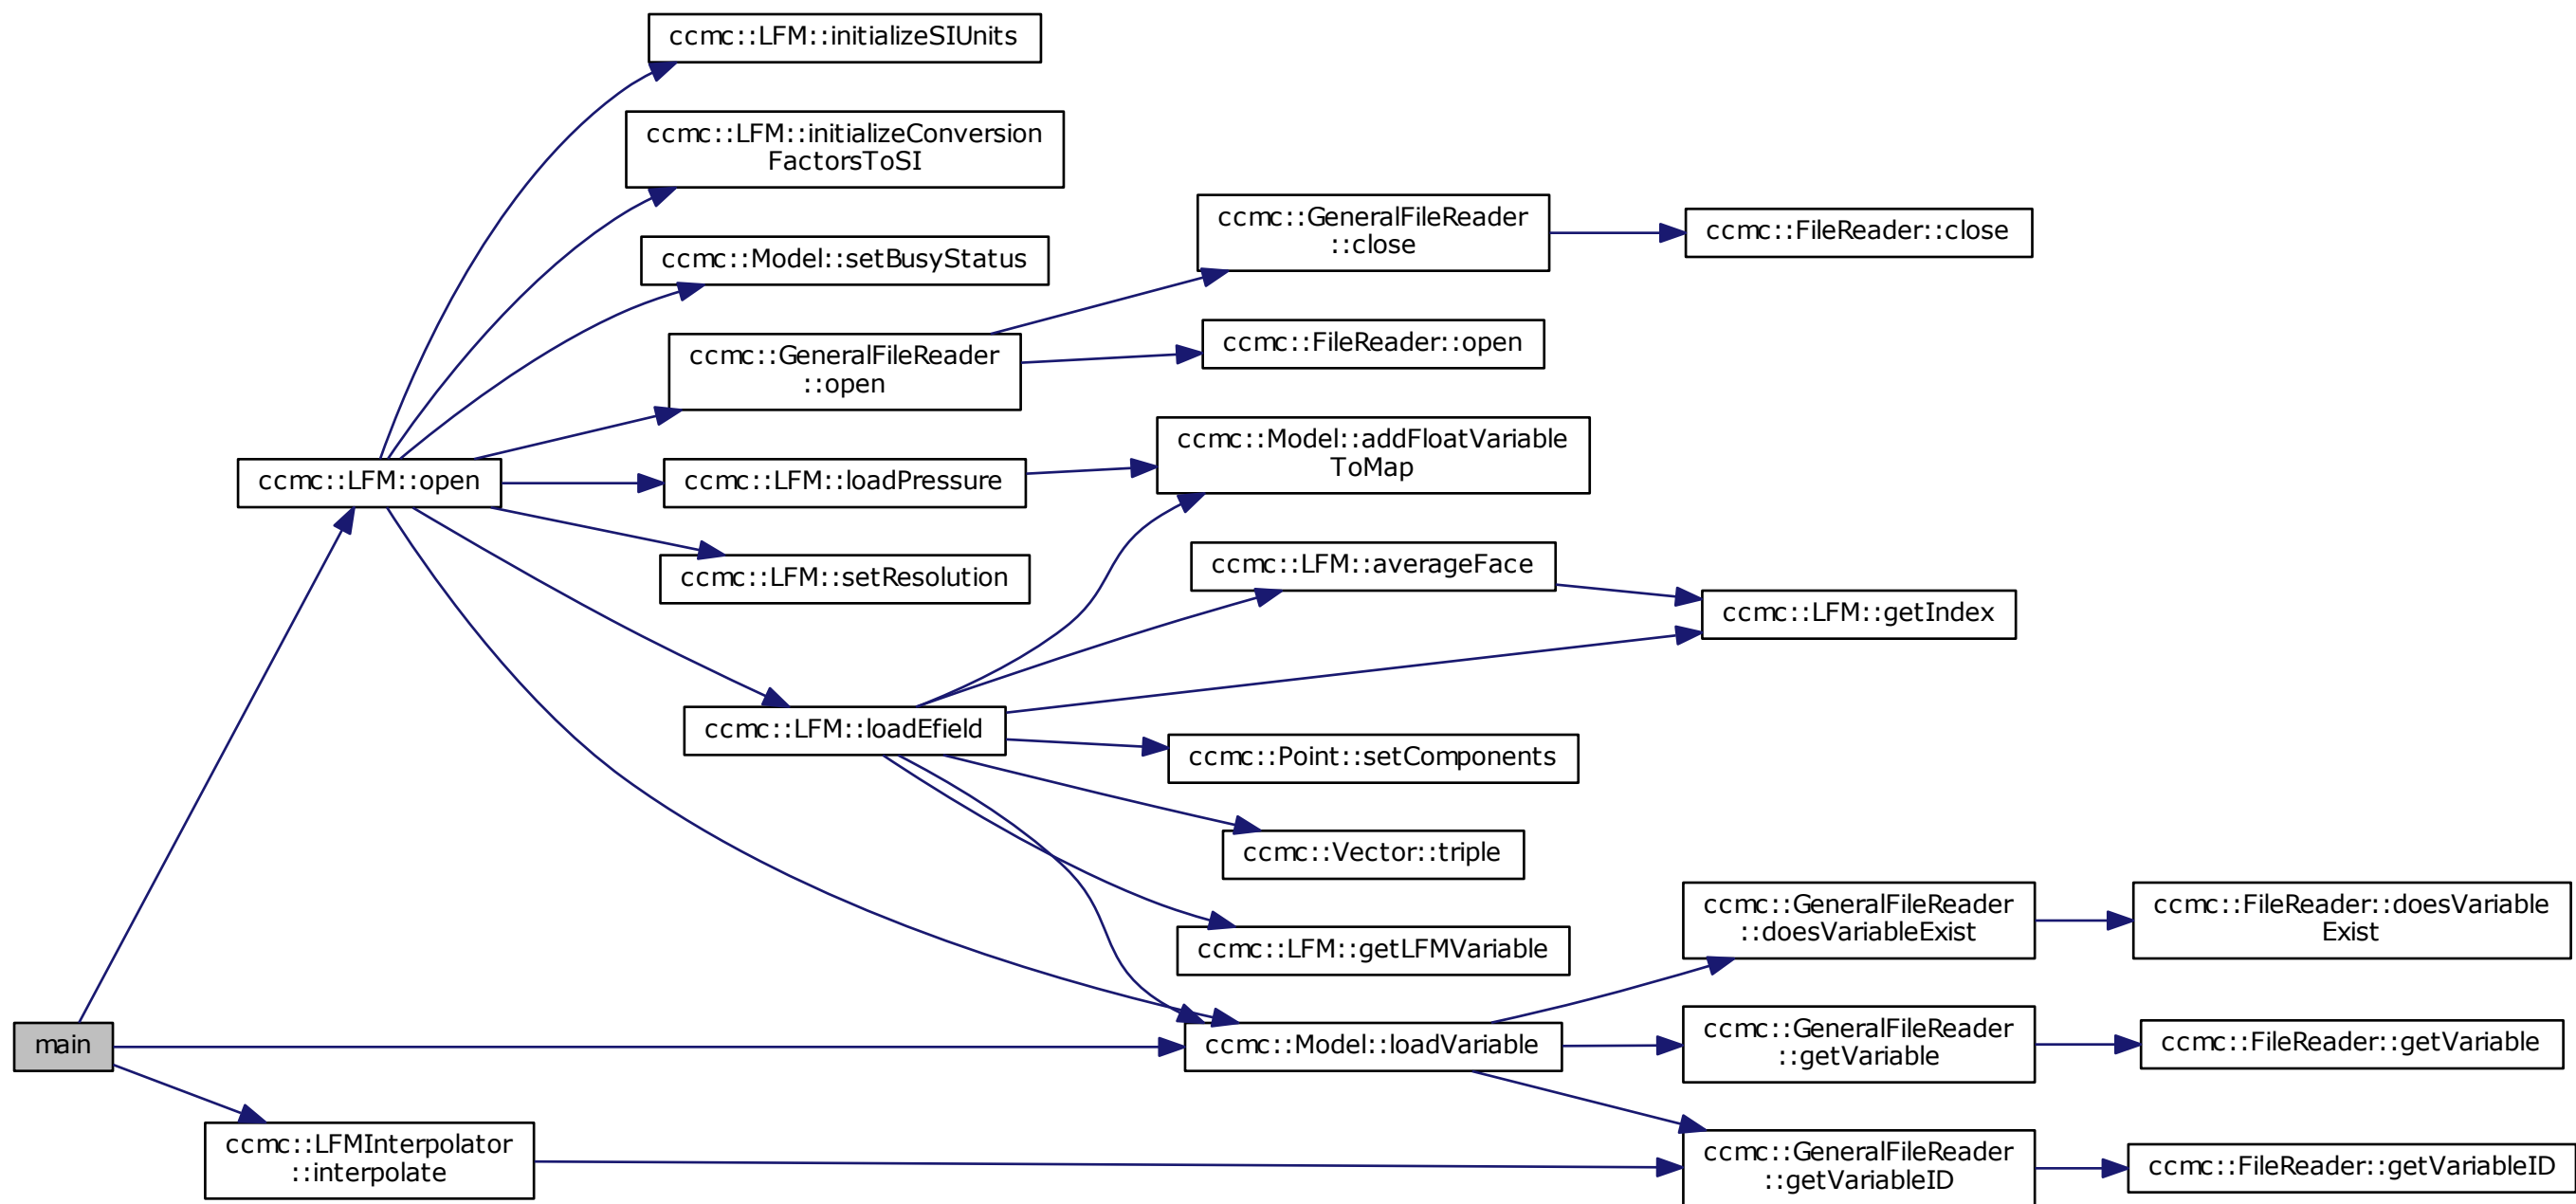 ccmc::LFM::initializeSIUnits
ccmc::LFM::initializeConversion
FactorsToSI
ccmc::Model::setBusyStatus
ccmc::GeneralFileReader
::close
ccmc::FileReader::close
ccmc::GeneralFileReader
::open
ccmc::FileReader::open
ccmc::LFM::open
ccmc::LFM::loadPressure
ccmc::Model::addFloatVariable
ToMap
ccmc::LFM::setResolution
ccmc::LFM::averageFace
ccmc::LFM::getIndex
ccmc::LFM::loadEfield
ccmc::Point::setComponents
ccmc::Vector::triple
ccmc::LFM::getLFMVariable
ccmc::GeneralFileReader
::doesVariableExist
ccmc::FileReader::doesVariable
Exist
main
ccmc::Model::loadVariable
ccmc::GeneralFileReader
::getVariable
ccmc::FileReader::getVariable
ccmc::LFMInterpolator
::interpolate
ccmc::GeneralFileReader
::getVariableID
ccmc::FileReader::getVariableID